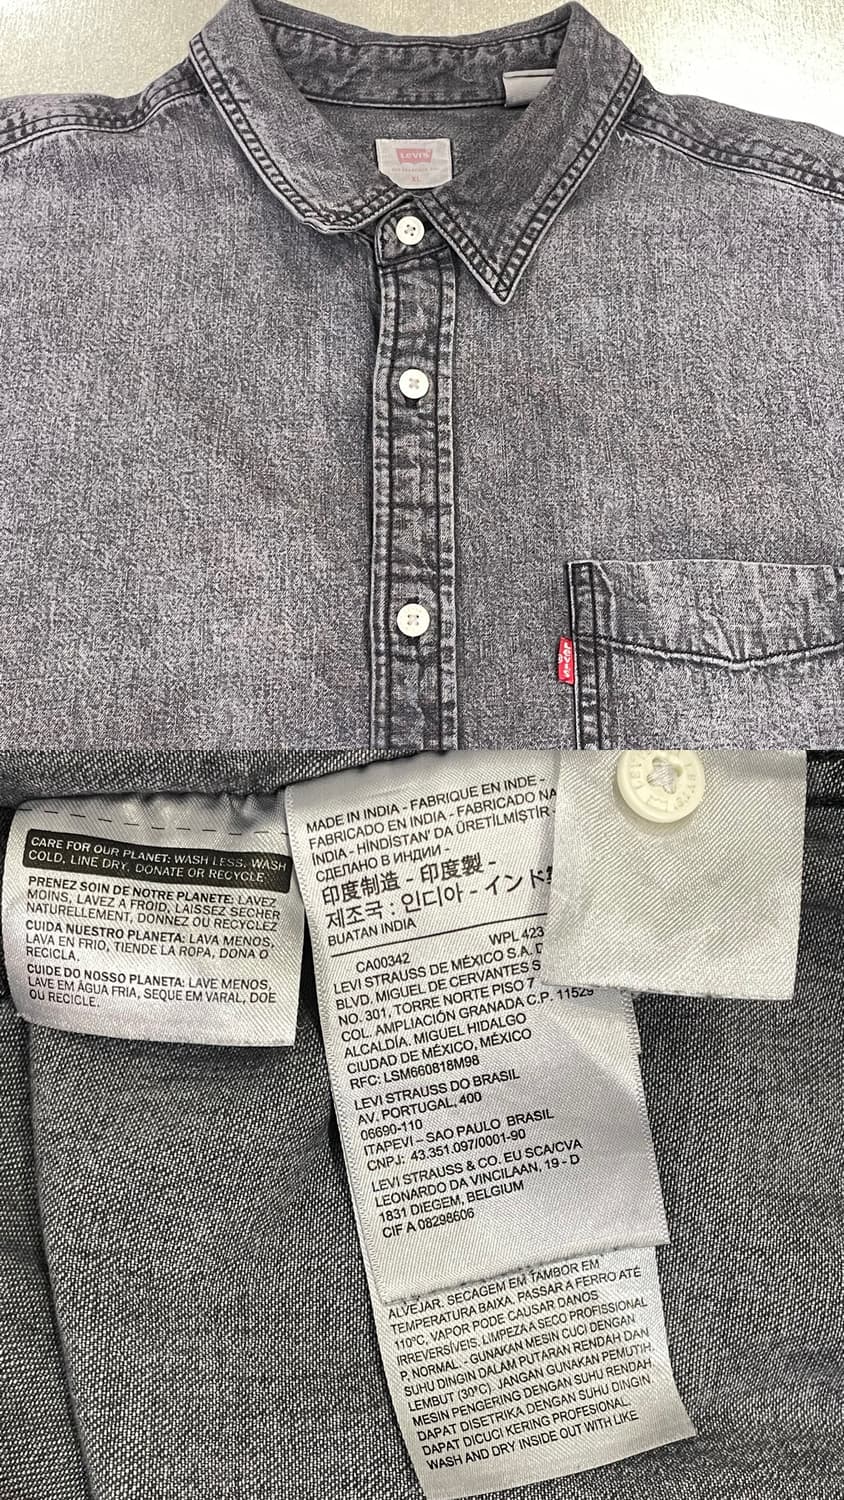 Levi's
XL
LEVI'S
CARE FOR OUR PLANET: WASH LESS, WASH
COLD, LINE DRY, DONATE OR RECYCLE.
PRENEZ SOIN DE NOTRE PLANETE: LAVEZ
MOINS, LAVEZ A FROID, LAISSEZ SECHER
NATURELLEMENT, DONNEZ OU RECYCLEZ
CUIDA NUESTRO PLANETA: LAVA MENOS,
LAVA EN FRIO, TIENDE LA ROPA, DONA O
RECICLA.
CUIDE DO NOSSO PLANETA: LAVE MENOS,
LAVE EM ÁGUA FRIA, SEQUE EM VARAL, DOE
OU RECICLE.
MADE IN INDIA - FABRIQUE EN INDE -
FABRICADO EN INDIA - FABRICADO NA
ÍNDIA - HİNDİSTAN' DA ÜRETİLMİŞTİR -
СДЕЛАНО В ИНДИИ -
印度制造 - 印度製 -
제조국 : 인디아 - インド
BUATAN INDIA
CA00342 WPL 423
LEVI STRAUSS DE MÉXICO S.A.
BLVD. MIGUEL DE CERVANTES S
NO. 301, TORRE NORTE PISO 7
COL. AMPLIACIÓN GRANADA C.P. 11529
ALCALDÍA. MIGUEL HIDALGO
CIUDAD DE MÉXICO, MÉXICO
RFC: LSM660818M98
LEVI STRAUSS DO BRASIL
AV. PORTUGAL, 400
06690-110
ITAPEVI – SAO PAULO BRASIL
CNPJ: 43.351.097/0001-90
LEVI STRAUSS & CO. EU SCA/CVA
LEONARDO DA VINCILAAN, 19 - D
1831 DIEGEM, BELGIUM
CIF A 08298606
ALVEJAR. SECAGEM EM TAMBOR EM
TEMPERATURA BAIXA. PASSAR A FERRO ATÉ
110°C, VAPOR PODE CAUSAR DANOS
IRREVERSÍVEIS. LIMPEZA A SECO PROFISSIONAL
P, NORMAL. - GUNAKAN MESIN CUCI DENGAN
SUHU DINGIN DALAM PUTARAN RENDAH DAN
LEMBUT (30ºC). JANGAN GUNAKAN PEMUTIH.
MESIN PENGERING DENGAN SUHU RENDAH.
DAPAT DISETRIKA DENGAN SUHU DINGIN
DAPAT DICUCI KERING PROFESIONAL.
WASH AND DRY INSIDE OUT WITH LIKE